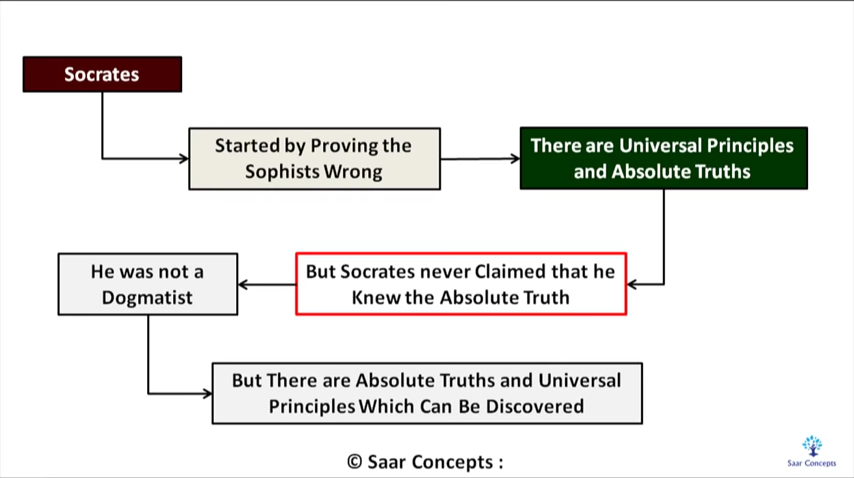 Socrates
Started by Proving the
Sophists Wrong
There are Universal Principles
and Absolute Truths
He was not a
Dogmatist
But Socrates never Claimed that he
Knew the Absolute Truth
But There are Absolute Truths and Universal
Principles Which Can Be Discovered
© Saar Concepts :
Saar Concepts